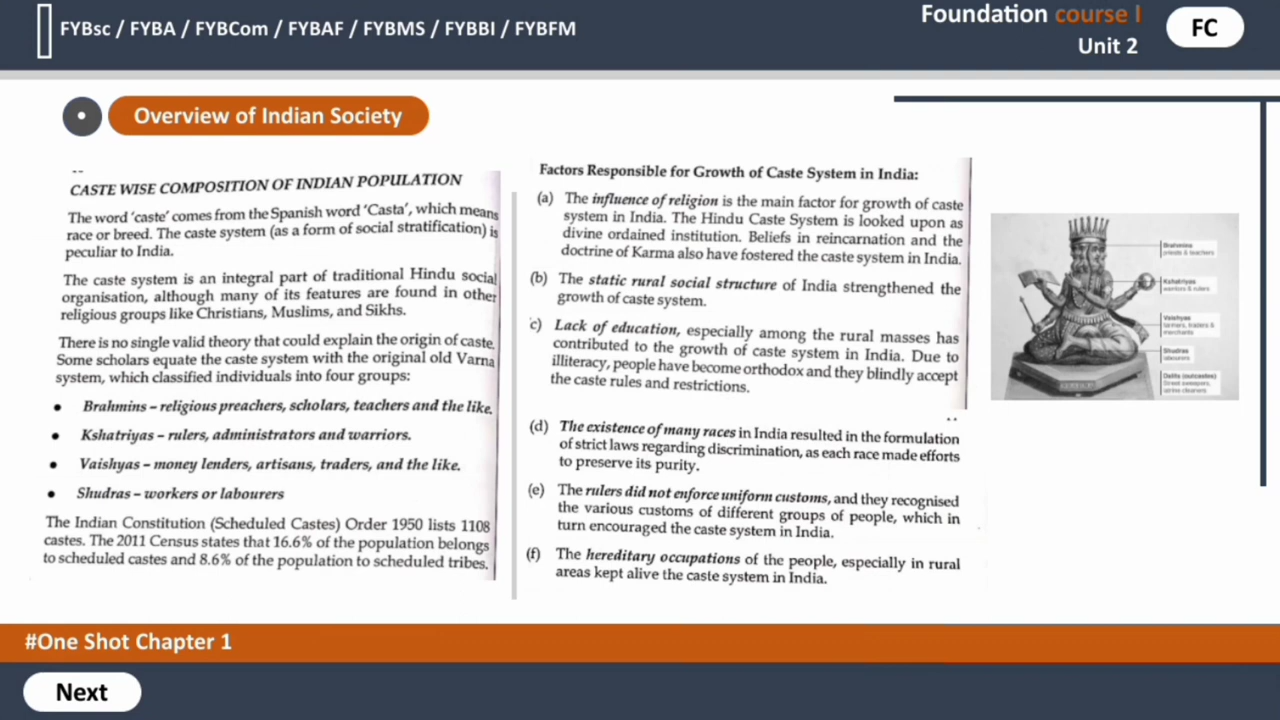 FYBsc / FYBA / FYBCom / FYBAF / FYBMS / FYBBI / FYBFM
Foundation course I
Unit 2
FC
Overview of Indian Society
CASTE WISE COMPOSITION OF INDIAN POPULATION
The word 'caste' comes from the Spanish word 'Casta', which means
race or breed. The caste system (as a form of social stratification) is
peculiar to India.
The caste system is an integral part of traditional Hindu social
organisation, although many of its features are found in other
religious groups like Christians, Muslims, and Sikhs.
There is no single valid theory that could explain the origin of caste.
Some scholars equate the caste system with the original old Varna
system, which classified individuals into four groups:
• Brahmins – religious preachers, scholars, teachers and the like.
• Kshatriyas – rulers, administrators and warriors.
• Vaishyas – money lenders, artisans, traders, and the like.
• Shudras – workers or labourers
The Indian Constitution (Scheduled Castes) Order 1950 lists 1108
castes. The 2011 Census states that 16.6% of the population belongs
to scheduled castes and 8.6% of the population to scheduled tribes.
Factors Responsible for Growth of Caste System in India:
(a) The influence of religion is the main factor for growth of caste
system in India. The Hindu Caste System is looked upon as
divine ordained institution. Beliefs in reincarnation and the
doctrine of Karma also have fostered the caste system in India.
(b) The static rural social structure of India strengthened the
growth of caste system.
c) Lack of education, especially among the rural masses has
contributed to the growth of caste system in India. Due to
illiteracy, people have become orthodox and they blindly accept
the caste rules and restrictions.
(d) The existence of many races in India resulted in the formulation
of strict laws regarding discrimination, as each race made efforts
to preserve its purity.
(e) The rulers did not enforce uniform customs, and they recognised
the various customs of different groups of people, which in
turn encouraged the caste system in India.
(f) The hereditary occupations of the people, especially in rural
areas kept alive the caste system in India.
Brahmins
priests & teachers
Kshatriyas
warriors & rulers
Vaishyas
farmers, traders &
merchants
Shudras
labourers
Dalits (outcastes)
Street sweepers,
latrine cleaners
#One Shot Chapter 1
Next